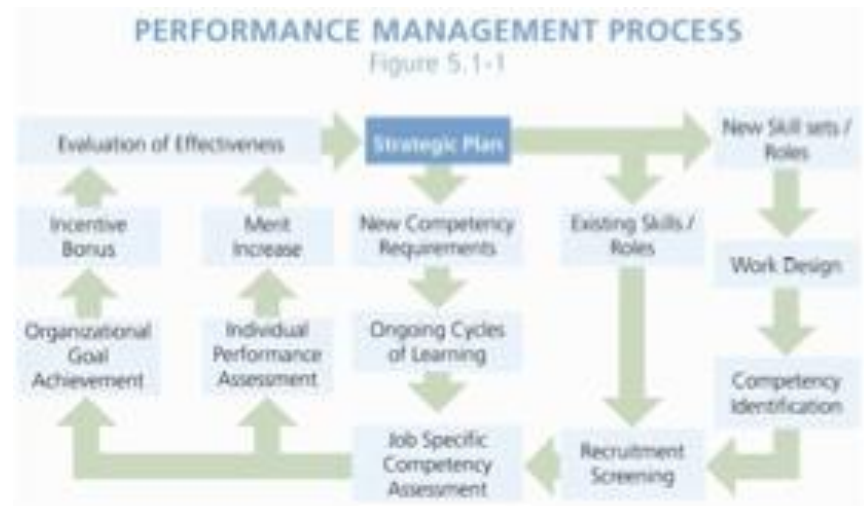 PERFORMANCE MANAGEMENT PROCESS
Figure 5.1-1
Evaluation of Effectiveness
Strategic Plan
New Skill sets /
Roles
Incentive
Bonus
Merit
Increase
New Competency
Requirements
Existing Skills /
Roles
Work Design
Organizational
Goal
Achievement
Individual
Performance
Assessment
Ongoing Cycles
of Learning
Competency
Identification
Job Specific
Competency
Assessment
Recruitment
Screening